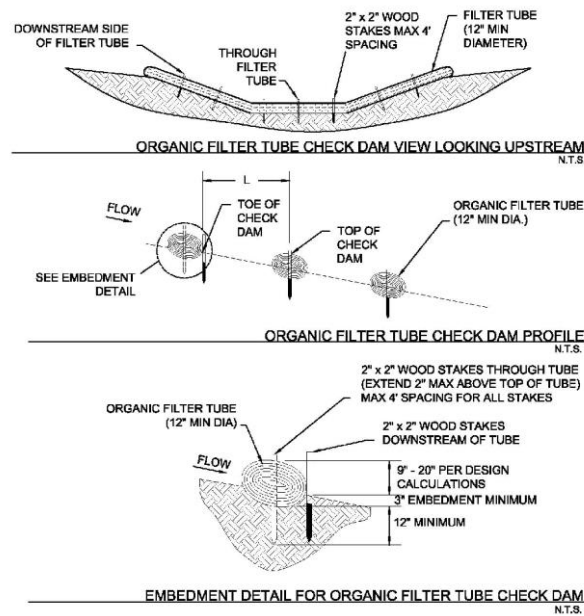 DOWNSTREAM SIDE
OF FILTER TUBE
THROUGH
FILTER
TUBE
2" x 2" WOOD
STAKES MAX 4'
SPACING
FILTER TUBE
(12" MIN
DIAMETER)
ORGANIC FILTER TUBE CHECK DAM VIEW LOOKING UPSTREAM
N.T.S.
FLOW
L
TOE OF
CHECK
DAM
TOP OF
CHECK
DAM
ORGANIC FILTER TUBE
(12" MIN DIA.)
SEE EMBEDMENT
DETAIL
ORGANIC FILTER TUBE CHECK DAM PROFILE
N.T.S.
2" x 2" WOOD STAKES THROUGH TUBE
(EXTEND 2" MAX ABOVE TOP OF TUBE)
MAX 4' SPACING FOR ALL STAKES
ORGANIC FILTER TUBE
(12" MIN DIA)
2" x 2" WOOD STAKES
DOWNSTREAM OF TUBE
FLOW
9" - 20" PER DESIGN
CALCULATIONS
3" EMBEDMENT MINIMUM
12" MINIMUM
EMBEDMENT DETAIL FOR ORGANIC FILTER TUBE CHECK DAM
N.T.S.